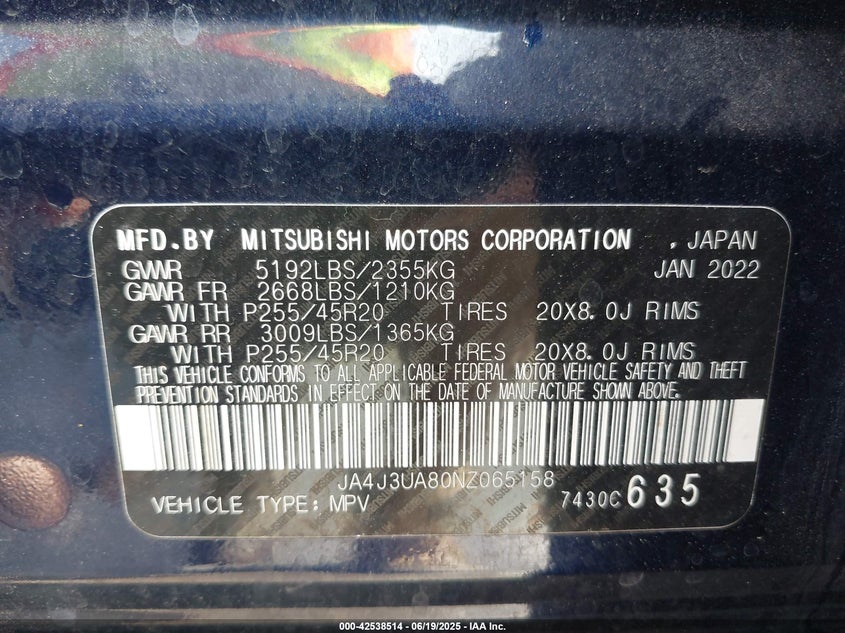 MFD.BY MITSUBISHI MOTORS CORPORATION , JAPAN
GVWR 5192LBS/2355KG JAN 2022
GAWR FR 2668LBS/1210KG
WITH P255/45R20 TIRES 20X8.0J RIMS
GAWR RR 3009LBS/1365KG
WITH P255/45R20 TIRES 20X8.0J RIMS
THIS VEHICLE CONFORMS TO ALL APPLICABLE FEDERAL MOTOR VEHICLE SAFETY AND THEFT
PREVENTION STANDARDS IN EFFECT ON THE DATE OF MANUFACTURE SHOWN ABOVE.
JA4J3UA80NZ065158
VEHICLE TYPE: MPV 7430C635
000-42538514 / 06/19/2025 - IAA Inc.